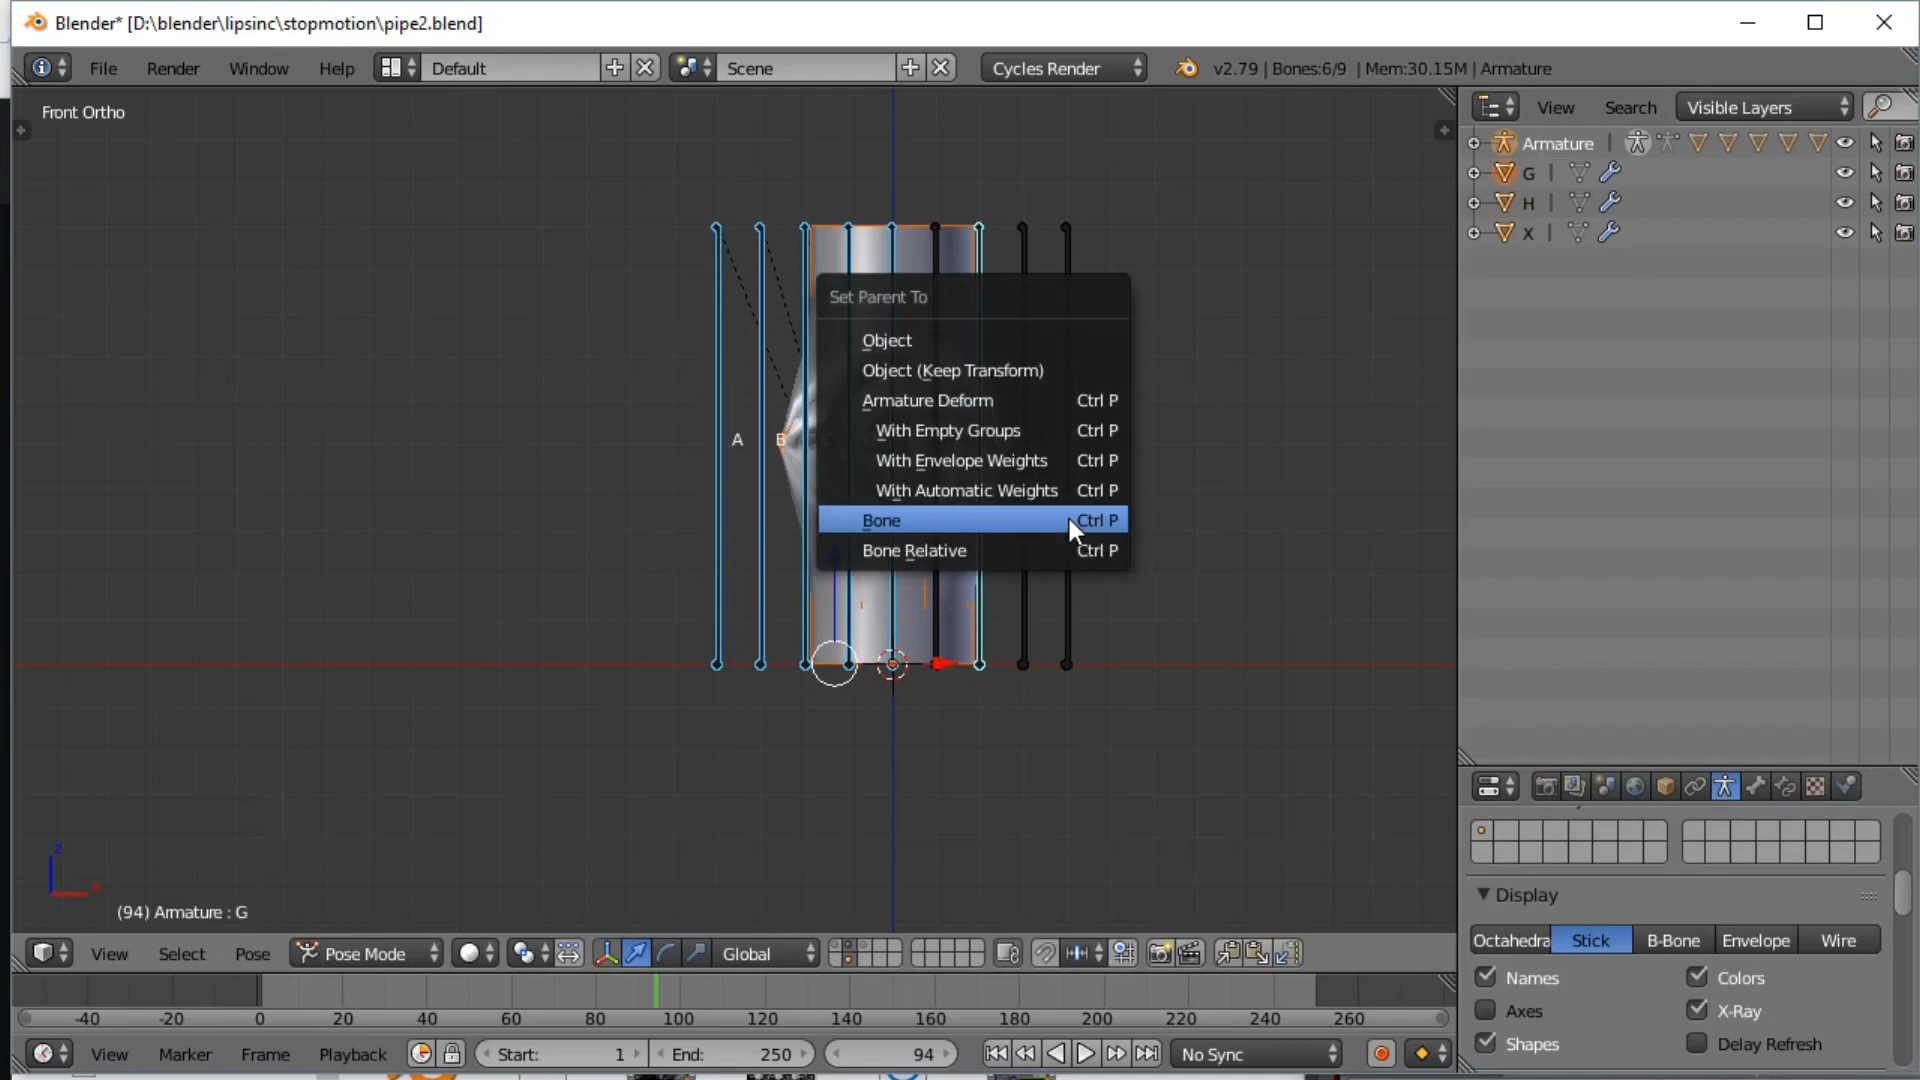 Blender* [D:\blender\lipsinc\stopmotion\pipe2.blend]
File Render Window Help Default Scene Cycles Render v2.79 | Bones:6/9 | Mem:30.15M | Armature
Front Ortho
View Search Visible Layers
Armature
G
H
X
Set Parent To
Object
Object (Keep Transform)
Armature Deform Ctrl P
With Empty Groups Ctrl P
With Envelope Weights Ctrl P
With Automatic Weights Ctrl P
Bone Ctrl P
Bone Relative Ctrl P
A B
z
x
(94) Armature : G
Display
Octahedra Stick B-Bone Envelope Wire
Names Colors
Axes X-Ray
Shapes Delay Refresh
View Select Pose Pose Mode Global
-40 -20 0 20 40 60 80 100 120 140 160 180 200 220 240 260
View Marker Frame Playback Start: 1 End: 250 94 No Sync